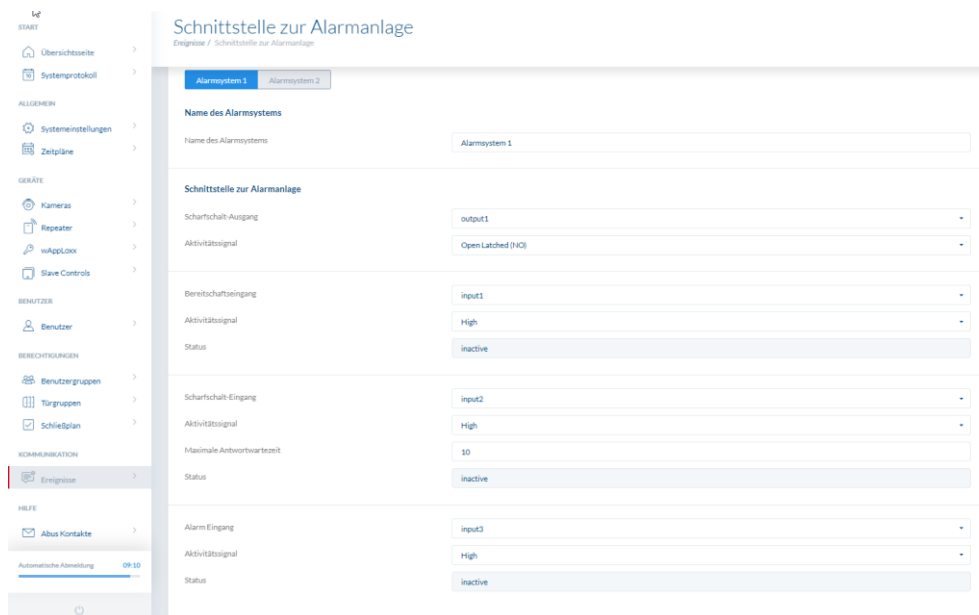 START
Übersichtsseite
Systemprotokoll
ALLGEMEIN
Systemeinstellungen
Zeitpläne
GERÄTE
Kameras
Repeater
wAppLoxx
Slave Controls
BENUTZER
Benutzer
BERECHTIGUNGEN
Benutzergruppen
Türgruppen
Schließplan
KOMMUNIKATION
Ereignisse
HILFE
Abus Kontakte
Automatische Abmeldung 09:10
Schnittstelle zur Alarmanlage
Ereignisse / Schnittstelle zur Alarmanlage
Alarmsystem 1 Alarmsystem 2
Name des Alarmsystems
Name des Alarmsystems Alarmsystem 1
Schnittstelle zur Alarmanlage
Scharfschalt-Ausgang output1
Aktivitätssignal Open Latched (NO)
Bereitschaftseingang input1
Aktivitätssignal High
Status inactive
Scharfschalt-Eingang input2
Aktivitätssignal High
Maximale Antwortwartezeit 10
Status inactive
Alarm Eingang input3
Aktivitätssignal High
Status inactive